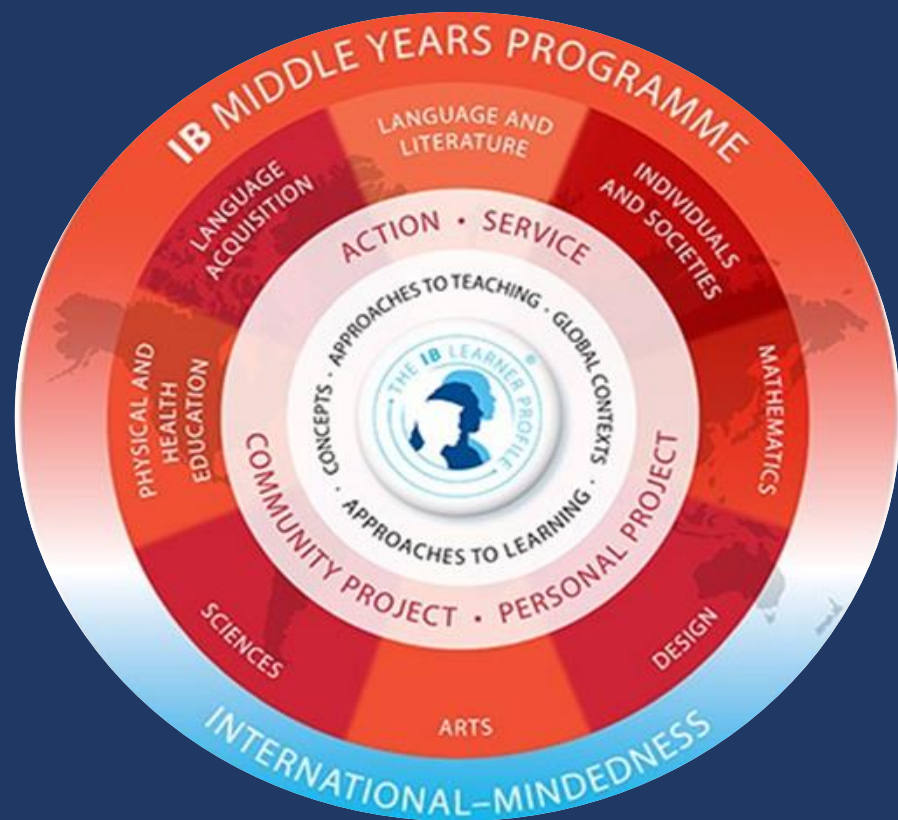 IB MIDDLE YEARS PROGRAMME
LANGUAGE AND
LITERATURE
INDIVIDUALS
AND SOCIETIES
MATHEMATICS
DESIGN
ARTS
SCIENCES
PHYSICAL AND
HEALTH
EDUCATION
LANGUAGE
ACQUISITION
ACTION • SERVICE
PERSONAL PROJECT •
COMMUNITY PROJECT
APPROACHES TO TEACHING •
GLOBAL CONTEXTS •
APPROACHES TO LEARNING •
CONCEPTS •
• THE IB LEARNER PROFILE • ®
INTERNATIONAL–MINDEDNESS